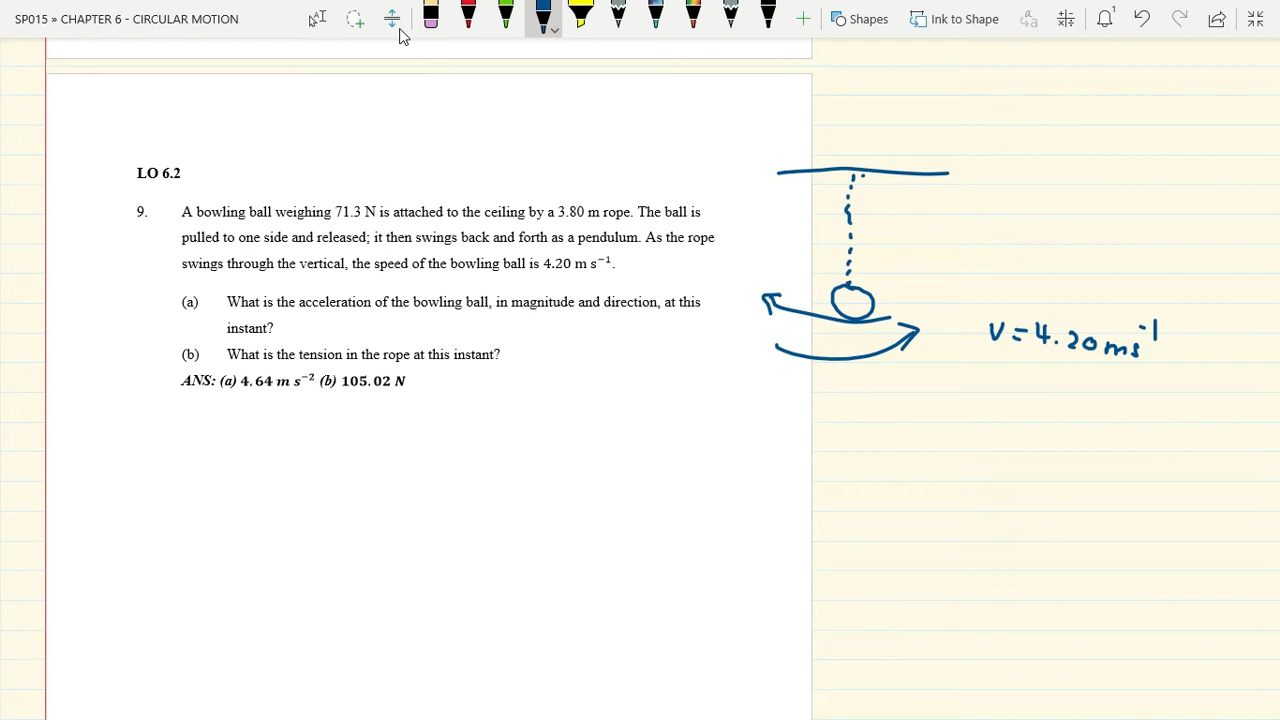 SP015 » CHAPTER 6 - CIRCULAR MOTION
Shapes
Ink to Shape
LO 6.2
9. A bowling ball weighing 71.3 N is attached to the ceiling by a 3.80 m rope. The ball is
pulled to one side and released; it then swings back and forth as a pendulum. As the rope
swings through the vertical, the speed of the bowling ball is 4.20 m s⁻¹.
(a) What is the acceleration of the bowling ball, in magnitude and direction, at this
instant?
(b) What is the tension in the rope at this instant?
ANS: (a) 4.64 m s⁻² (b) 105.02 N
v = 4.20 ms⁻¹